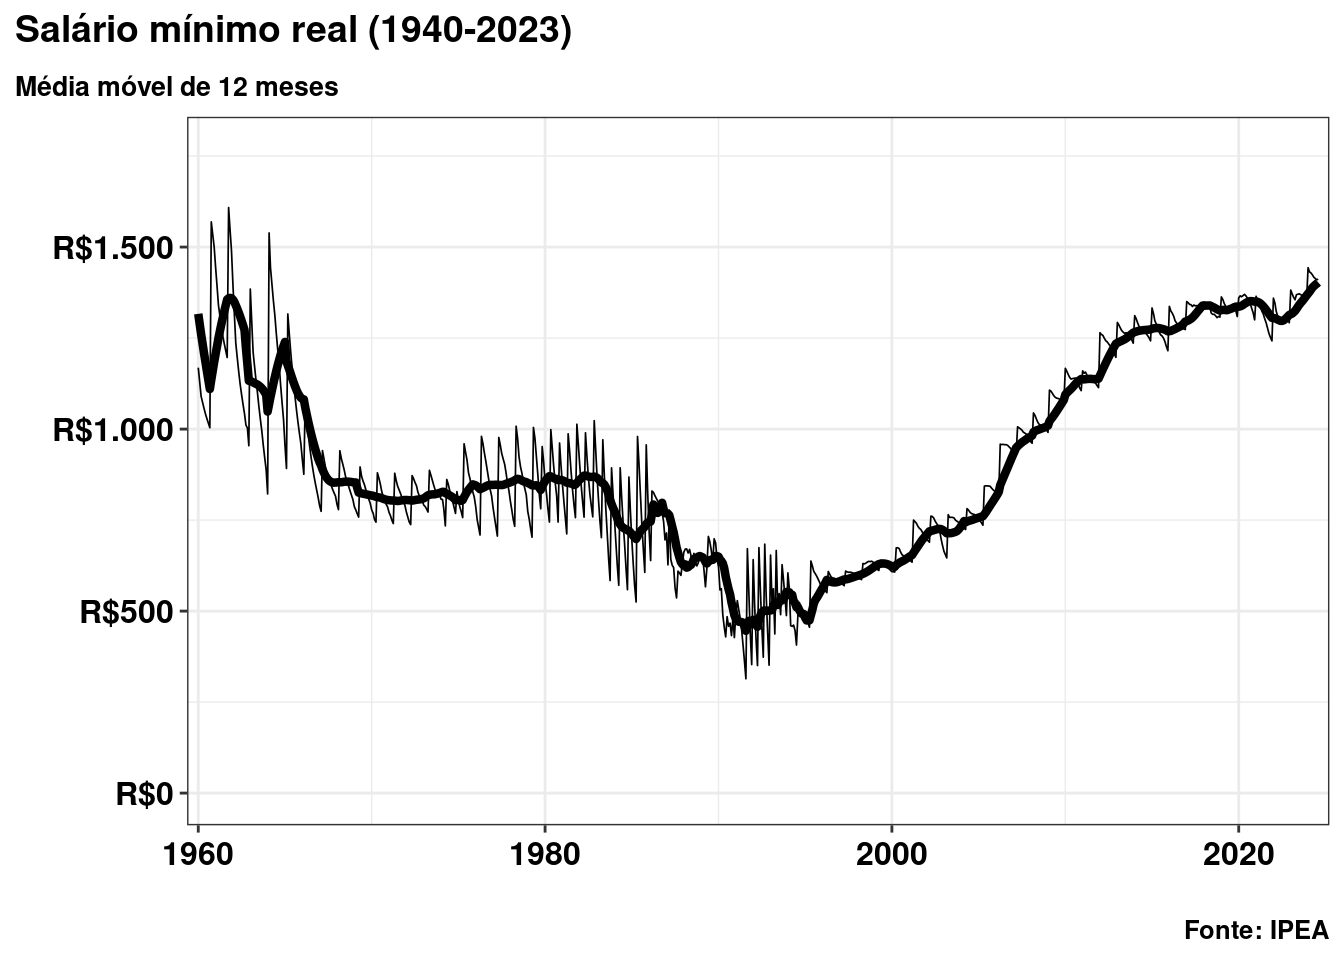 Salário mínimo real (1940-2023)
Média móvel de 12 meses
R$1.500
R$1.000
R$500
R$0
1960 1980 2000 2020
Fonte: IPEA